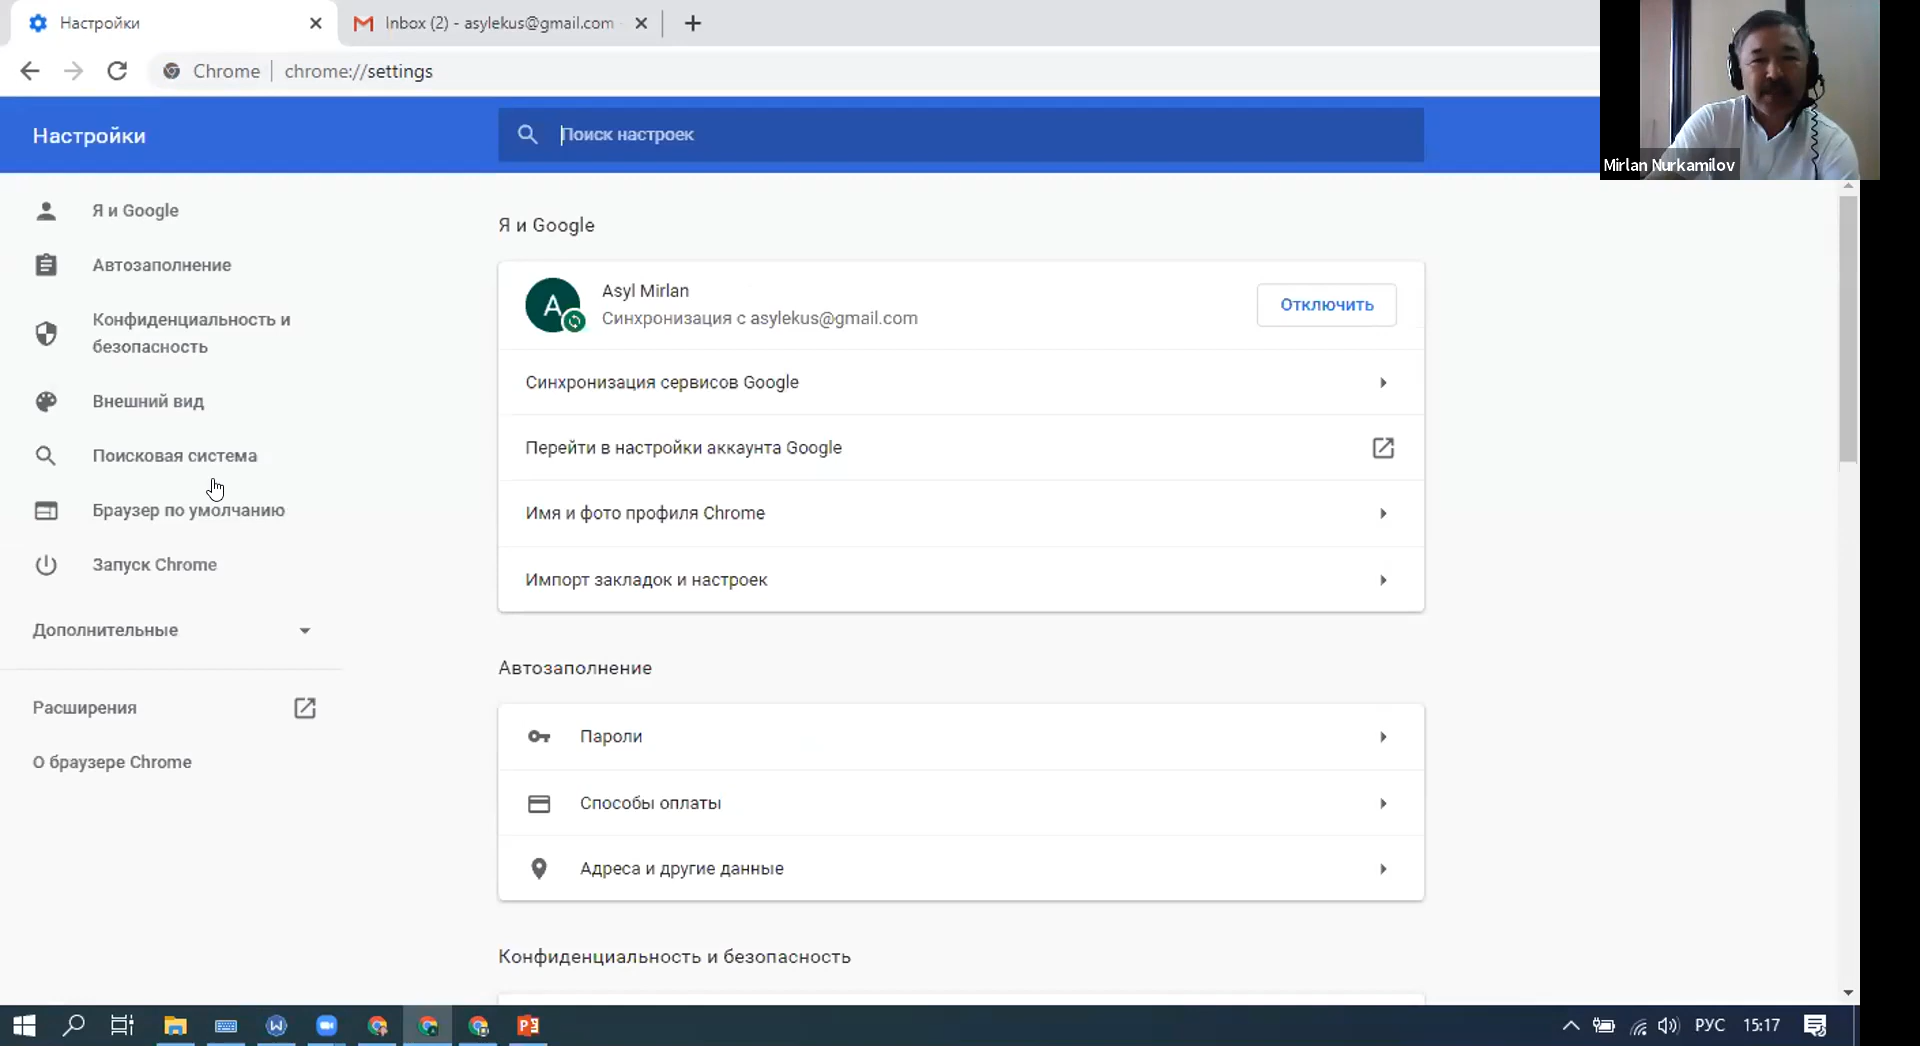 Настройки
Inbox (2) - asylekus@gmail.com
Chrome
chrome://settings
Mirlan Nurkamilov
Настройки
Поиск настроек
Я и Google
Автозаполнение
Конфиденциальность и
безопасность
Внешний вид
Поисковая система
Браузер по умолчанию
Запуск Chrome
Дополнительные
Расширения
О браузере Chrome
Я и Google
A
Asyl Mirlan
Синхронизация с asylekus@gmail.com
Отключить
Синхронизация сервисов Google
Перейти в настройки аккаунта Google
Имя и фото профиля Chrome
Импорт закладок и настроек
Автозаполнение
Пароли
Способы оплаты
Адреса и другие данные
Конфиденциальность и безопасность
РУС
15:17